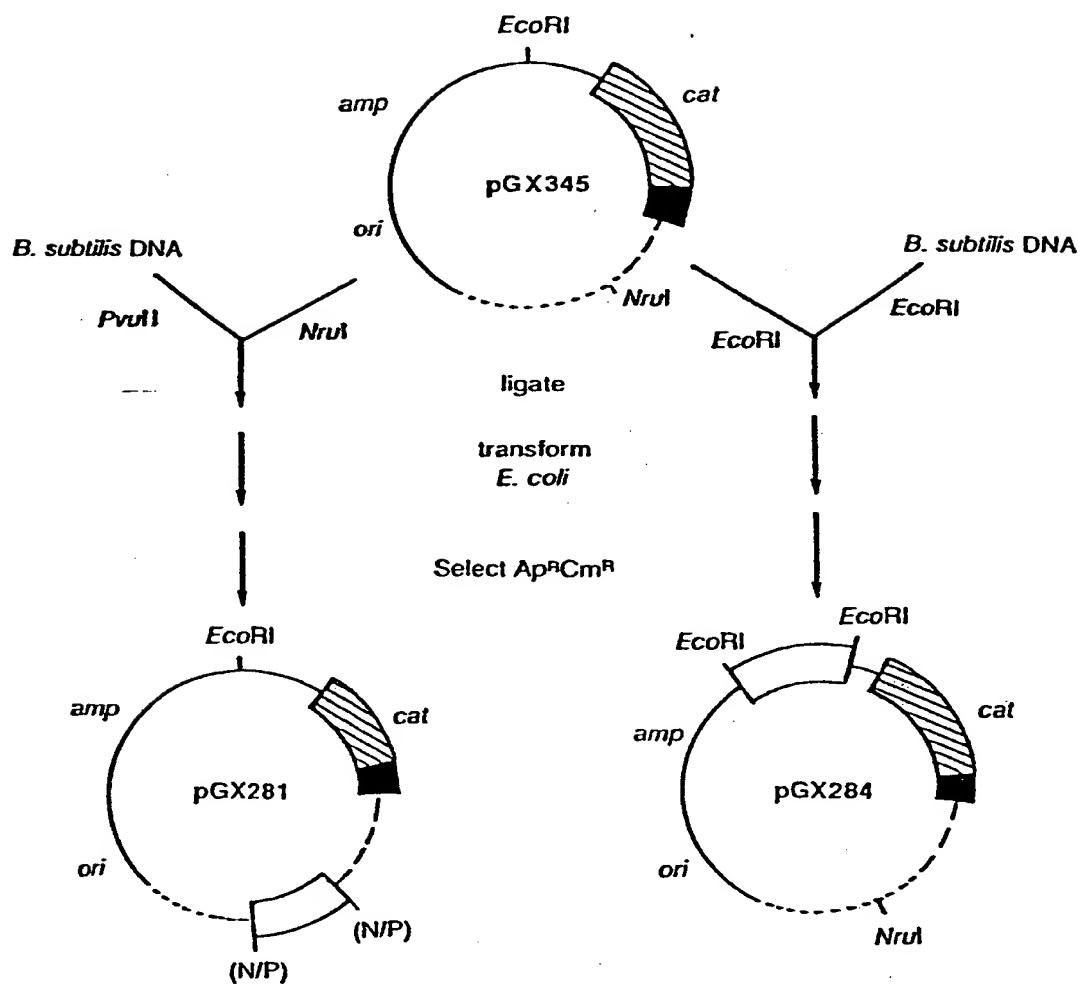 EcoRI
amp
cat
pGX345
ori
B. subtilis DNA
B. subtilis DNA
NruI
PvuII
NruI
EcoRI
EcoRI
ligate
transform
E. coli
Select ApᴿCmᴿ
EcoRI
EcoRI
EcoRI
amp
cat
amp
cat
pGX281
pGX284
ori
ori
(N/P)
(N/P)
NruI